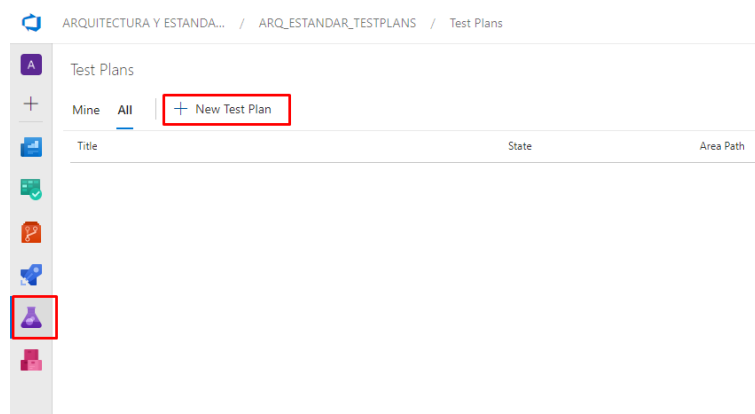 ARQUITECTURA Y ESTANDA... / ARQ_ESTANDAR_TESTPLANS / Test Plans
A
Test Plans
Mine All + New Test Plan
Title State Area Path